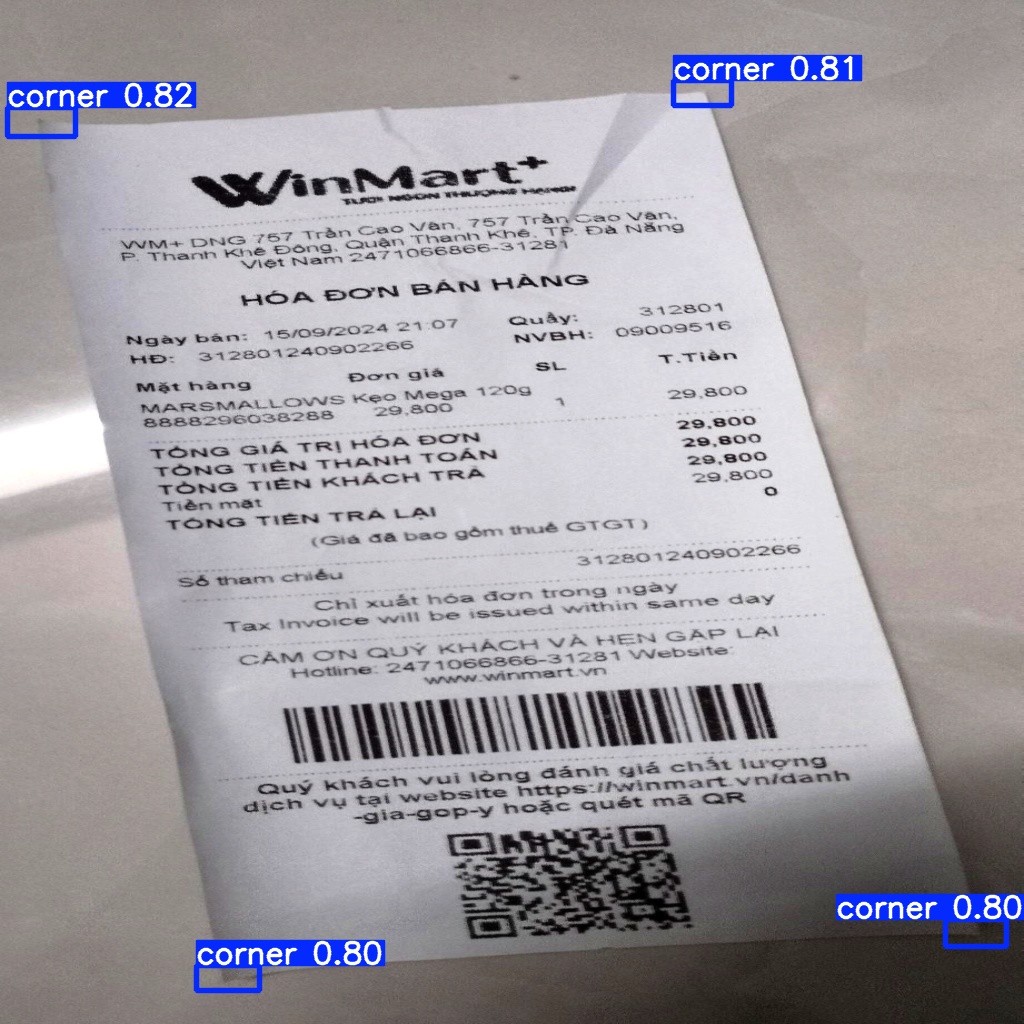 corner 0.82
corner 0.81
WinMart+
TƯƠI NGON THƯỢNG HẠNG
WM+ DNG 757 Trần Cao Vân, 757 Trần Cao Vân,
P. Thanh Khê Đông, Quận Thanh Khê, TP. Đà Nẵng
Việt Nam 2471066866-31281
HÓA ĐƠN BÁN HÀNG
Ngày bán: 15/09/2024 21:07 Quầy: 312801
HĐ: 312801240902266 NVBH: 09009516
Mặt hàng Đơn giá SL T.Tiền
MARSMALLOWS Kẹo Mega 120g
8888296038288 29,800 1 29,800
TỔNG GIÁ TRỊ HÓA ĐƠN 29,800
TỔNG TIỀN THANH TOÁN 29,800
TỔNG TIỀN KHÁCH TRẢ 29,800
Tiền mặt 29,800
TỔNG TIỀN TRẢ LẠI 0
(Giá đã bao gồm thuế GTGT)
Số tham chiếu 312801240902266
Chỉ xuất hóa đơn trong ngày
Tax Invoice will be issued within same day
CẢM ƠN QUÝ KHÁCH VÀ HẸN GẶP LẠI
Hotline: 2471066866-31281 Website:
www.winmart.vn
Quý khách vui lòng đánh giá chất lượng
dịch vụ tại website https://winmart.vn/danh
-gia-gop-y hoặc quét mã QR
corner 0.80
corner 0.80